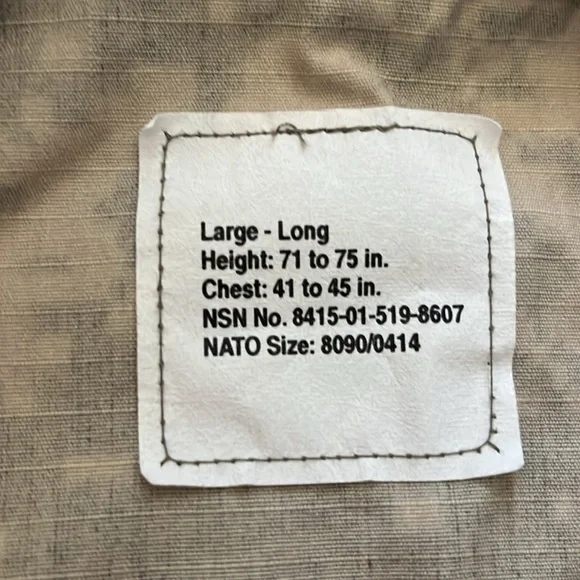 Large - Long
Height: 71 to 75 in.
Chest: 41 to 45 in.
NSN No. 8415-01-519-8607
NATO Size: 8090/0414